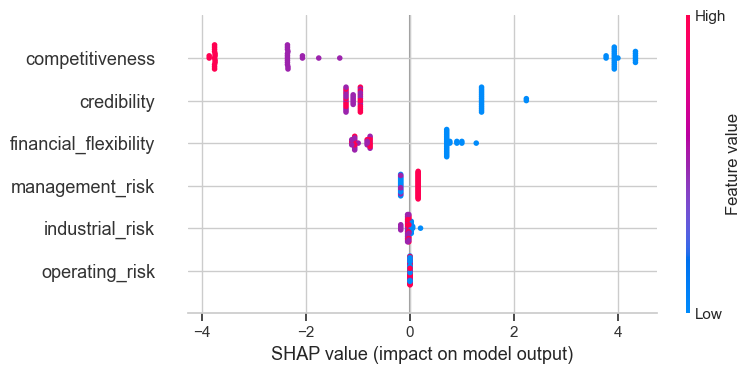 High
competitiveness
credibility
financial_flexibility
management_risk
industrial_risk
operating_risk
Feature value
Low
−4 −2 0 2 4
SHAP value (impact on model output)